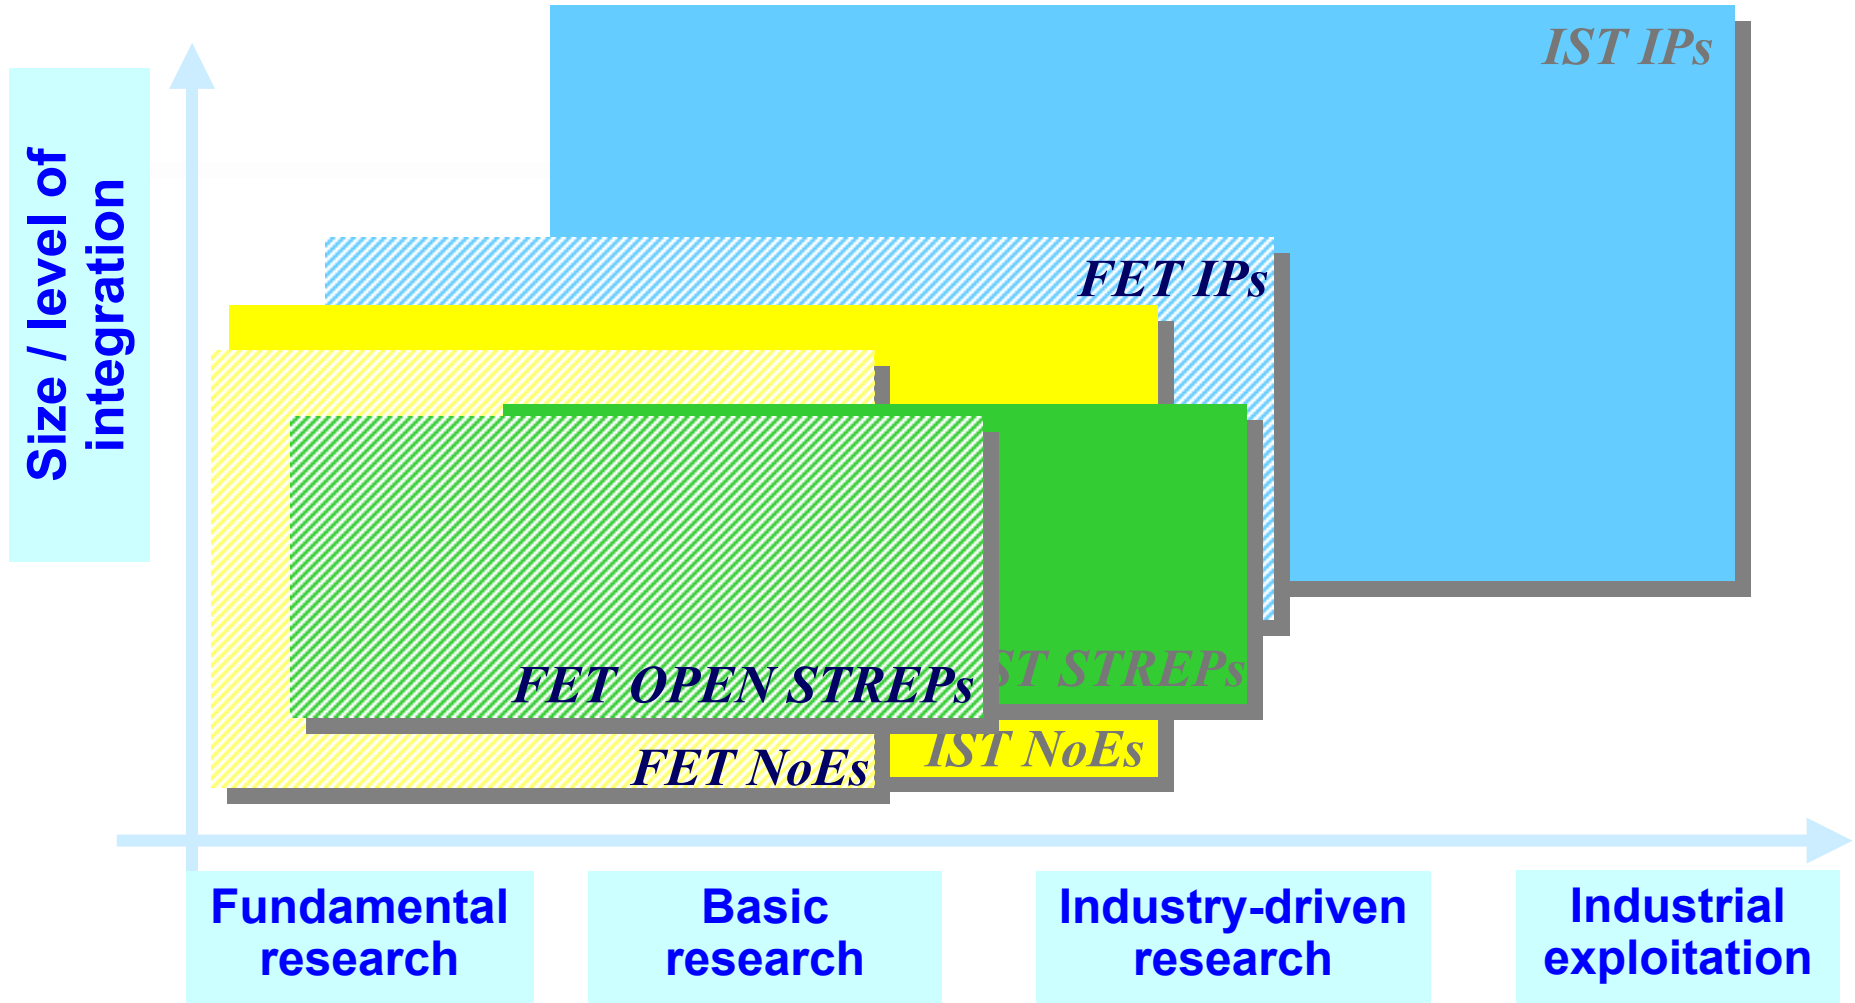 IST IPs
Size / level of
integration
FET IPs
FET OPEN STREPs
ST STREPs
IST NoEs
FET NoEs
Fundamental
research
Basic
research
Industry-driven
research
Industrial
exploitation